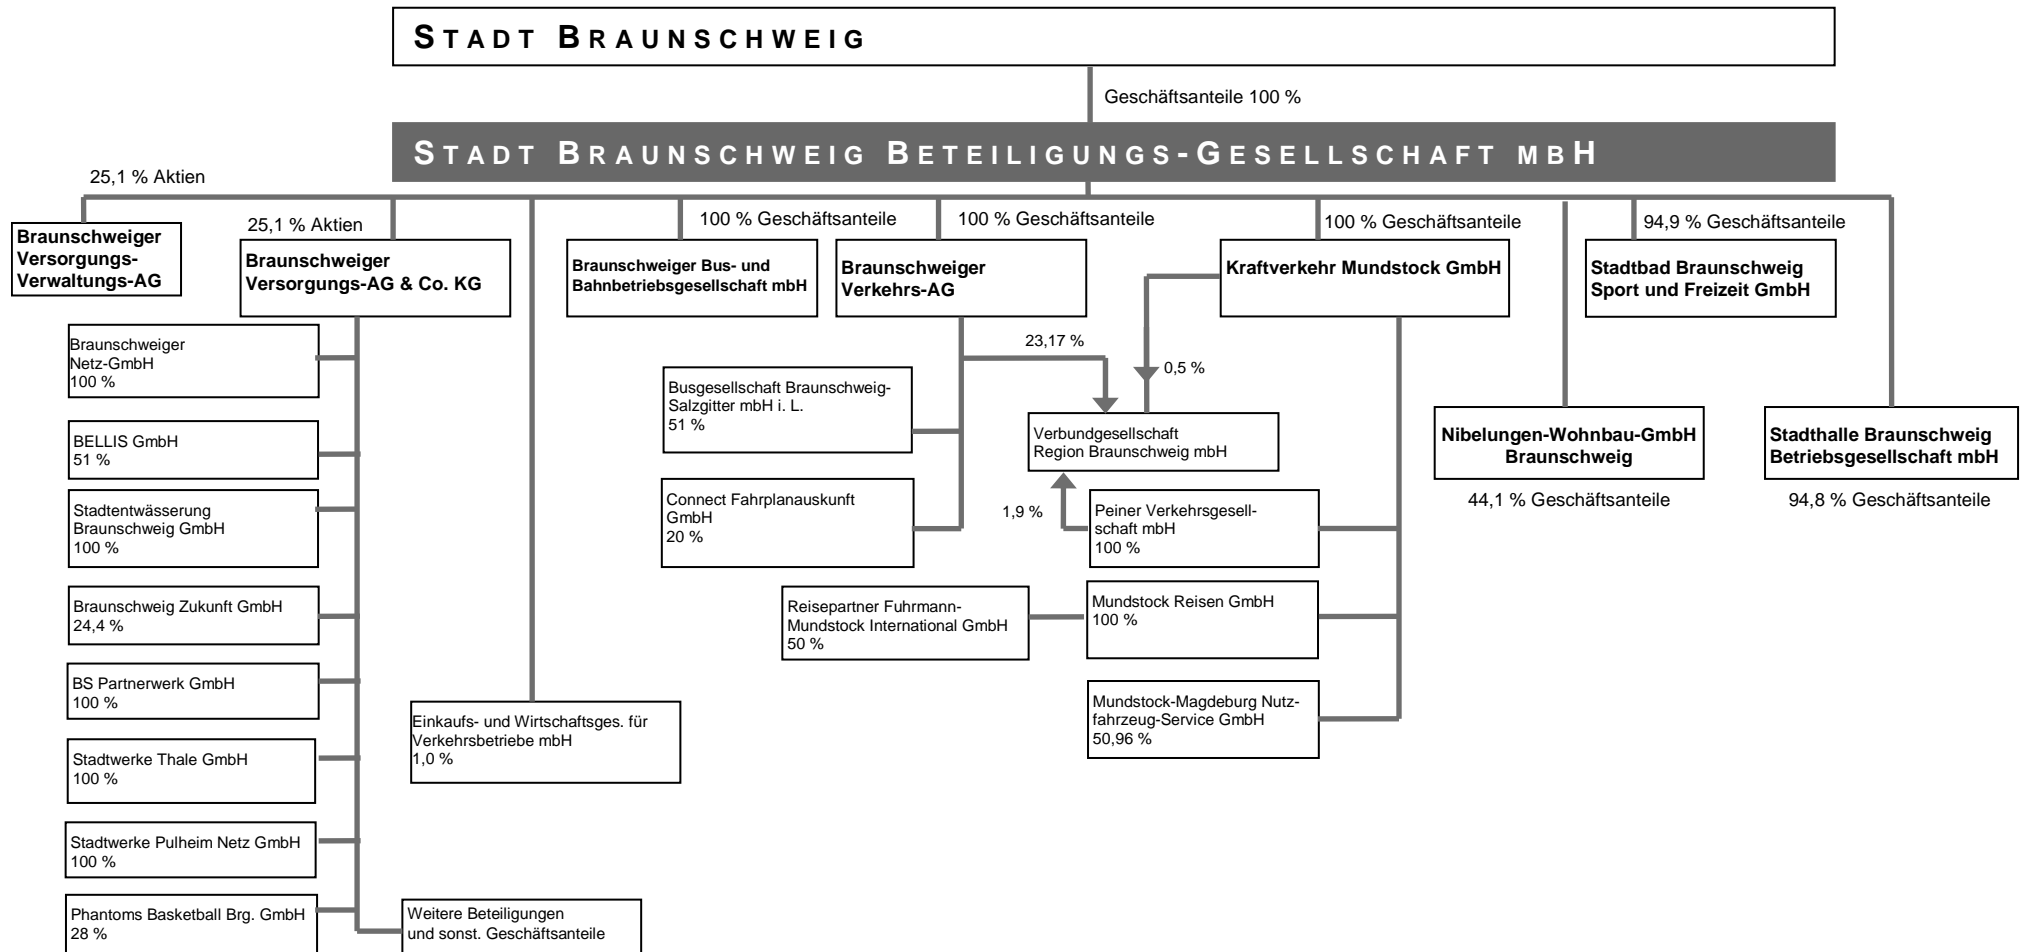 STADT BRAUNSCHWEIG
Geschäftsanteile 100 %
STADT BRAUNSCHWEIG BETEILIGUNGS-GESELLSCHAFT MBH
25,1 % Aktien
Braunschweiger
Versorgungs-
Verwaltungs-AG
25,1 % Aktien
Braunschweiger
Versorgungs-AG & Co. KG
100 % Geschäftsanteile
Braunschweiger Bus- und
Bahnbetriebsgesellschaft mbH
100 % Geschäftsanteile
Braunschweiger
Verkehrs-AG
100 % Geschäftsanteile
Kraftverkehr Mundstock GmbH
94,9 % Geschäftsanteile
Stadtbad Braunschweig
Sport und Freizeit GmbH
Braunschweiger
Netz-GmbH
100 %
BELLIS GmbH
51 %
Stadtentwässerung
Braunschweig GmbH
100 %
Braunschweig Zukunft GmbH
24,4 %
BS Partnerwerk GmbH
100 %
Stadtwerke Thale GmbH
100 %
Stadtwerke Pulheim Netz GmbH
100 %
Phantoms Basketball Brg. GmbH
28 %
Weitere Beteiligungen
und sonst. Geschäftsanteile
Einkaufs- und Wirtschaftsges. für
Verkehrsbetriebe mbH
1,0 %
Busgesellschaft Braunschweig-
Salzgitter mbH i. L.
51 %
Connect Fahrplanauskunft
GmbH
20 %
23,17 %
0,5 %
Verbundgesellschaft
Region Braunschweig mbH
1,9 %
Peiner Verkehrsgesell-
schaft mbH
100 %
Reisepartner Fuhrmann-
Mundstock International GmbH
50 %
Mundstock Reisen GmbH
100 %
Mundstock-Magdeburg Nutz-
fahrzeug-Service GmbH
50,96 %
Nibelungen-Wohnbau-GmbH
Braunschweig
44,1 % Geschäftsanteile
Stadthalle Braunschweig
Betriebsgesellschaft mbH
94,8 % Geschäftsanteile